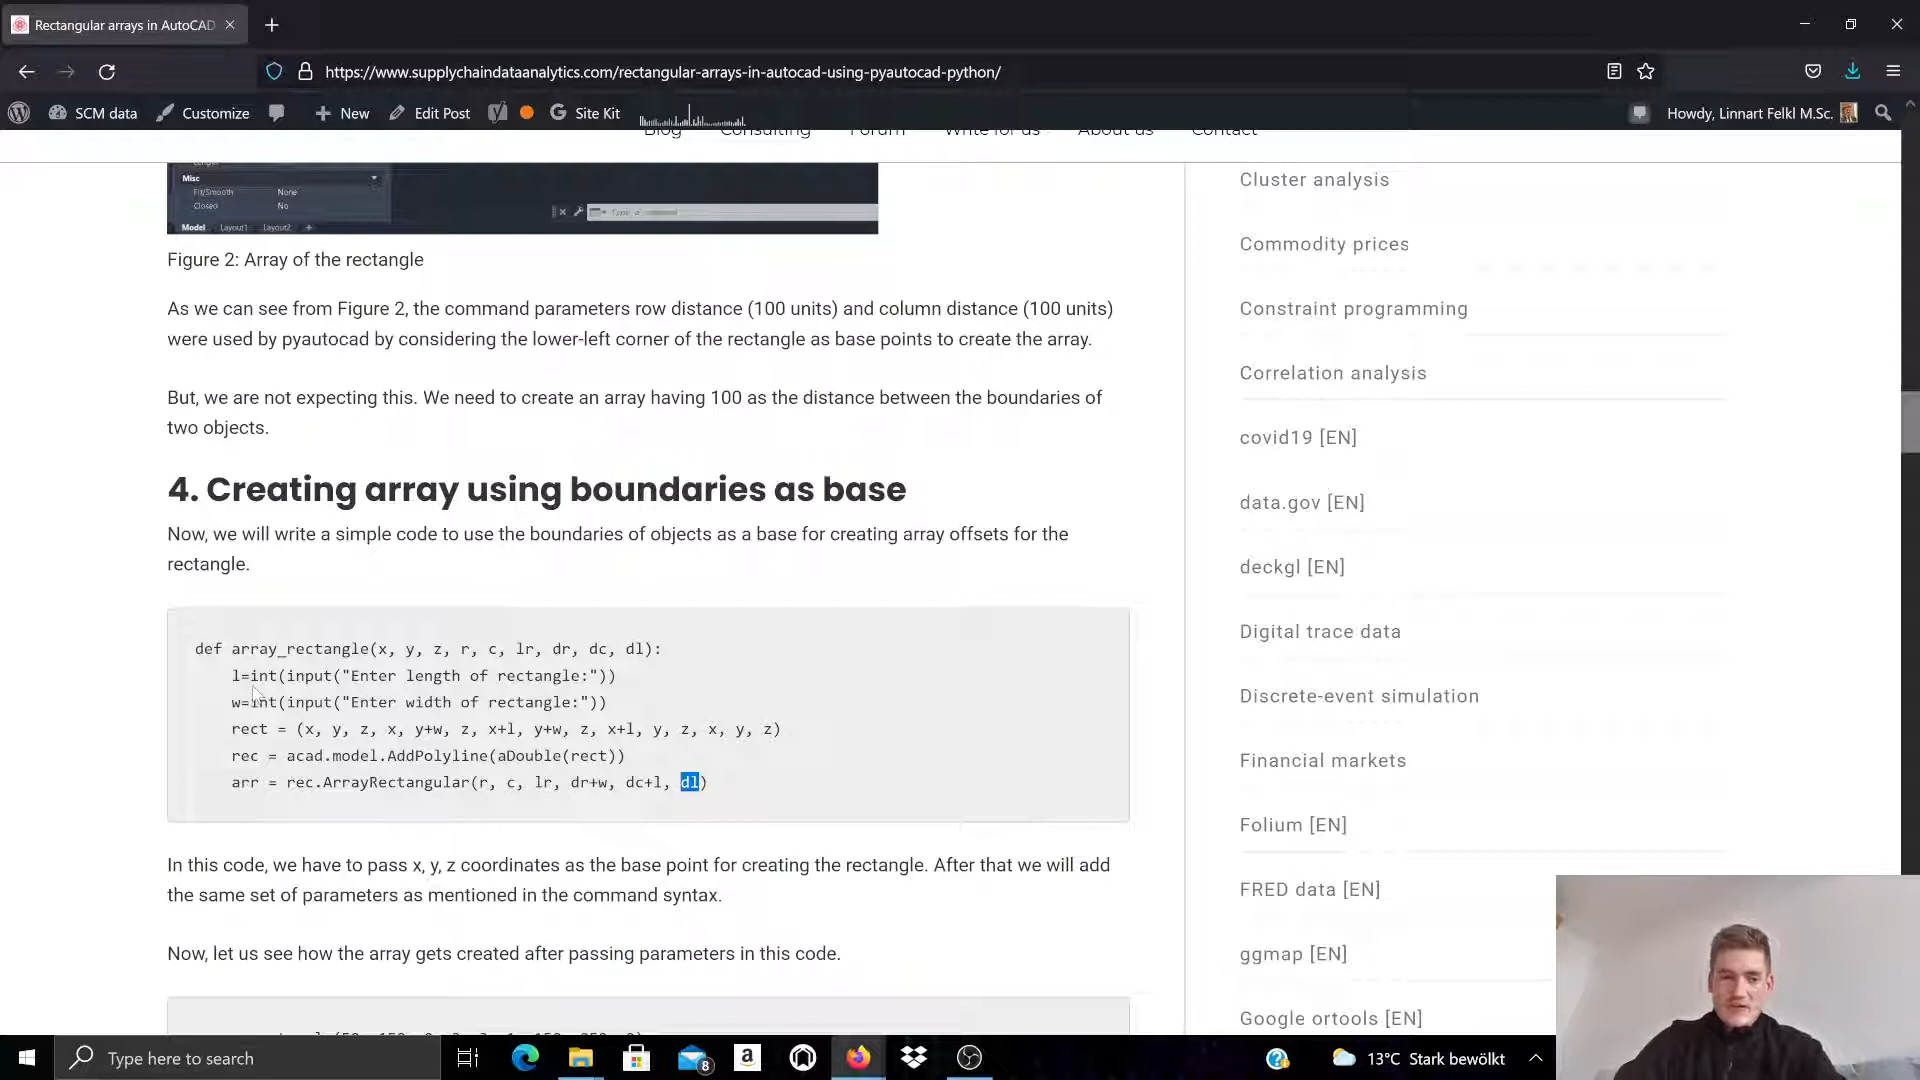 Rectangular arrays in AutoCAD
https://www.supplychaindataanalytics.com/rectangular-arrays-in-autocad-using-pyautocad-python/
SCM data
Customize
New
Edit Post
Site Kit
Howdy, Linnart Felkl M.Sc.
Blog
Consulting
Forum
Write for us
About us
Contact
Misc
Fit/Smooth None
Closed No
Model Layout1 Layout2 +
Figure 2: Array of the rectangle
As we can see from Figure 2, the command parameters row distance (100 units) and column distance (100 units)
were used by pyautocad by considering the lower-left corner of the rectangle as base points to create the array.
But, we are not expecting this. We need to create an array having 100 as the distance between the boundaries of
two objects.
4. Creating array using boundaries as base
Now, we will write a simple code to use the boundaries of objects as a base for creating array offsets for the
rectangle.
def array_rectangle(x, y, z, r, c, lr, dr, dc, dl):
l=int(input("Enter length of rectangle:"))
w=int(input("Enter width of rectangle:"))
rect = (x, y, z, x, y+w, z, x+l, y+w, z, x+l, y, z, x, y, z)
rec = acad.model.AddPolyline(aDouble(rect))
arr = rec.ArrayRectangular(r, c, lr, dr+w, dc+l, dl)
In this code, we have to pass x, y, z coordinates as the base point for creating the rectangle. After that we will add
the same set of parameters as mentioned in the command syntax.
Now, let us see how the array gets created after passing parameters in this code.
Cluster analysis
Commodity prices
Constraint programming
Correlation analysis
covid19 [EN]
data.gov [EN]
deckgl [EN]
Digital trace data
Discrete-event simulation
Financial markets
Folium [EN]
FRED data [EN]
ggmap [EN]
Google ortools [EN]
Type here to search
8
13°C Stark bewölkt